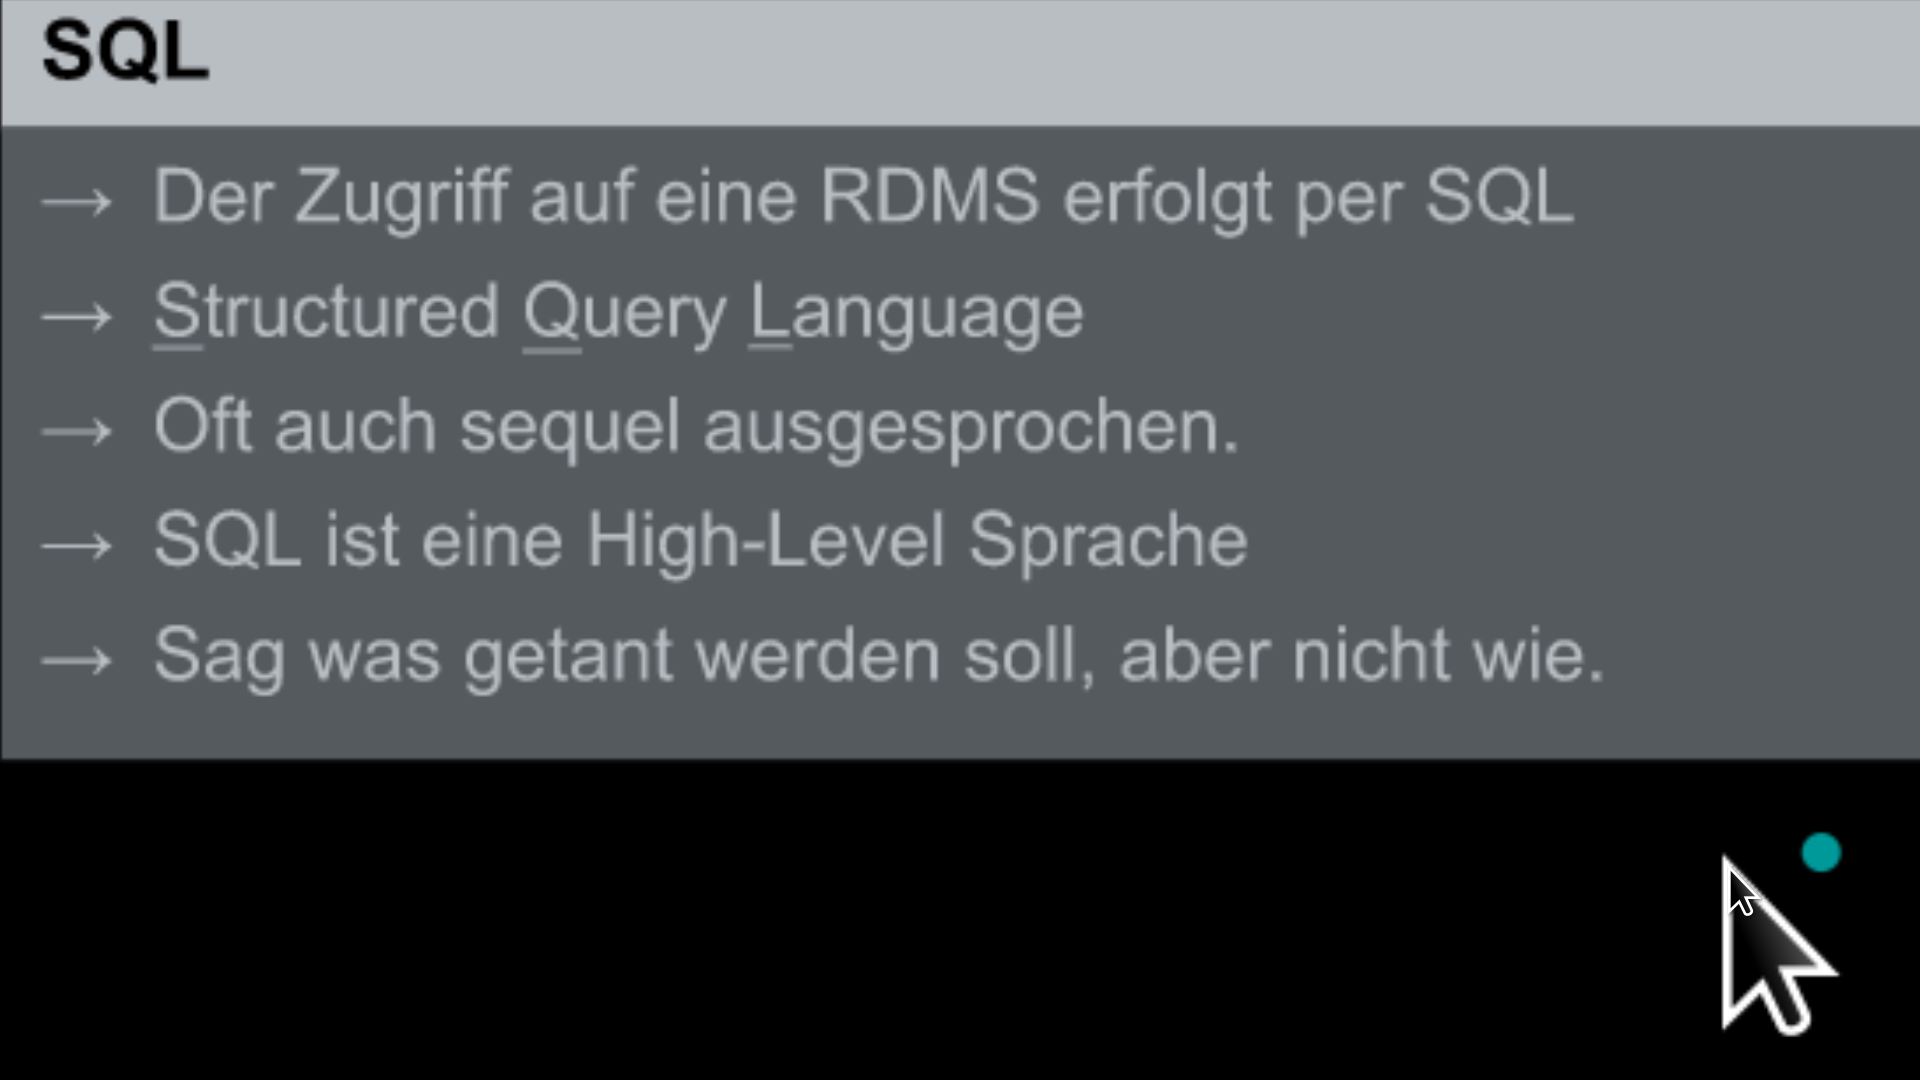 SQL
→ Der Zugriff auf eine RDMS erfolgt per SQL
→ Structured Query Language
→ Oft auch sequel ausgesprochen.
→ SQL ist eine High-Level Sprache
→ Sag was getant werden soll, aber nicht wie.